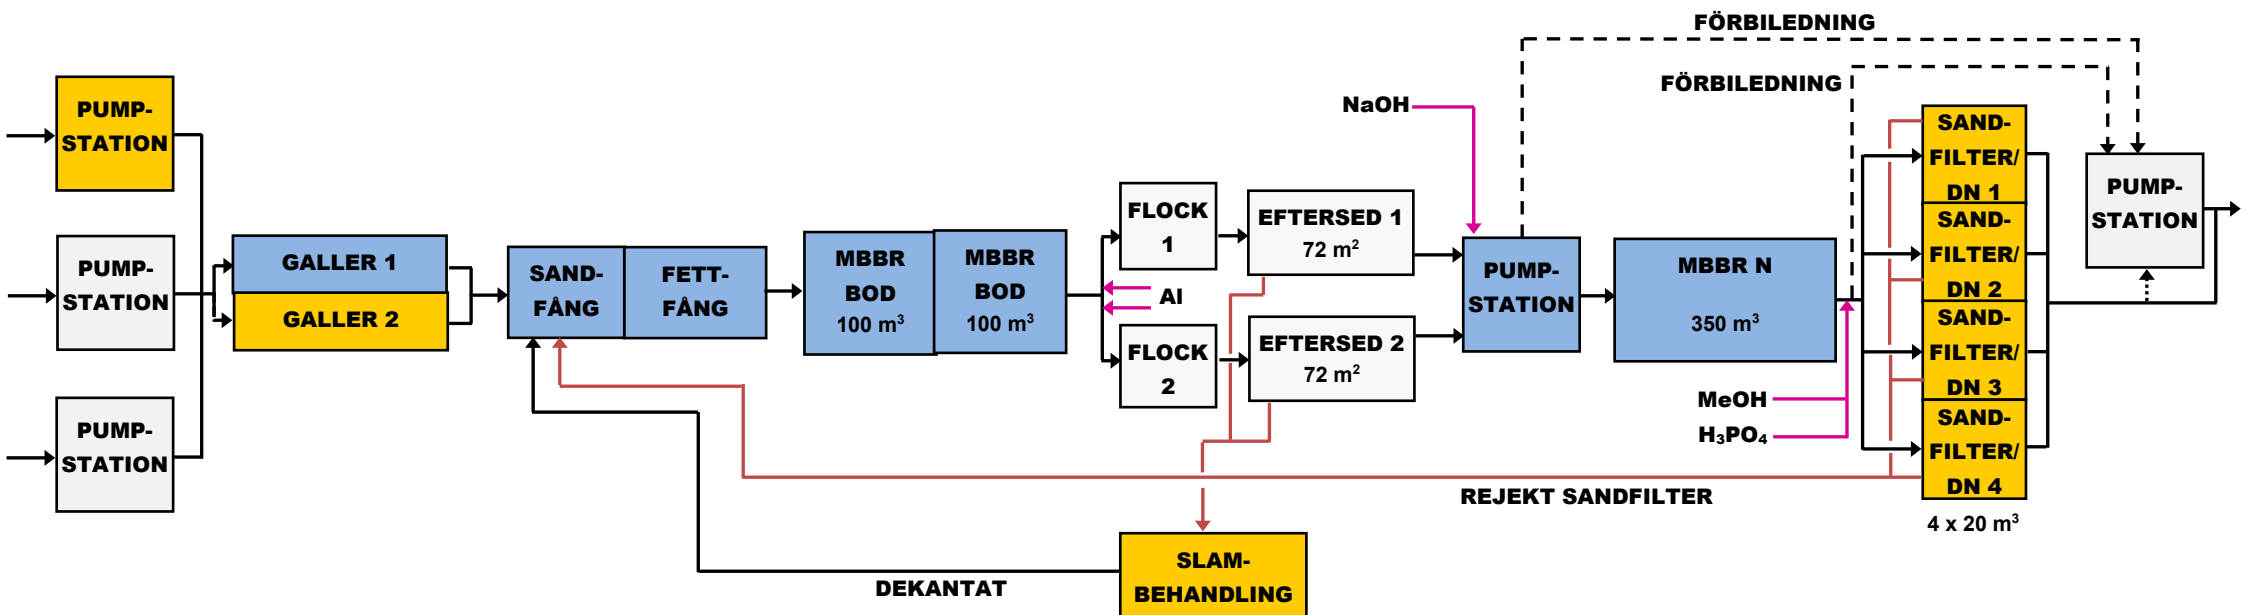 FÖRBILEDNING
FÖRBILEDNING
NaOH
PUMP-
STATION
PUMP-
STATION
PUMP-
STATION
GALLER 1
GALLER 2
SAND-
FÅNG
FETT-
FÅNG
MBBR
BOD
100 m³
MBBR
BOD
100 m³
FLOCK
1
Al
FLOCK
2
EFTERSED 1
72 m²
EFTERSED 2
72 m²
PUMP-
STATION
MBBR N
350 m³
MeOH
H₃PO₄
SAND-
FILTER/
DN 1
SAND-
FILTER/
DN 2
SAND-
FILTER/
DN 3
SAND-
FILTER/
DN 4
4 x 20 m³
PUMP-
STATION
REJEKT SANDFILTER
SLAM-
BEHANDLING
DEKANTAT